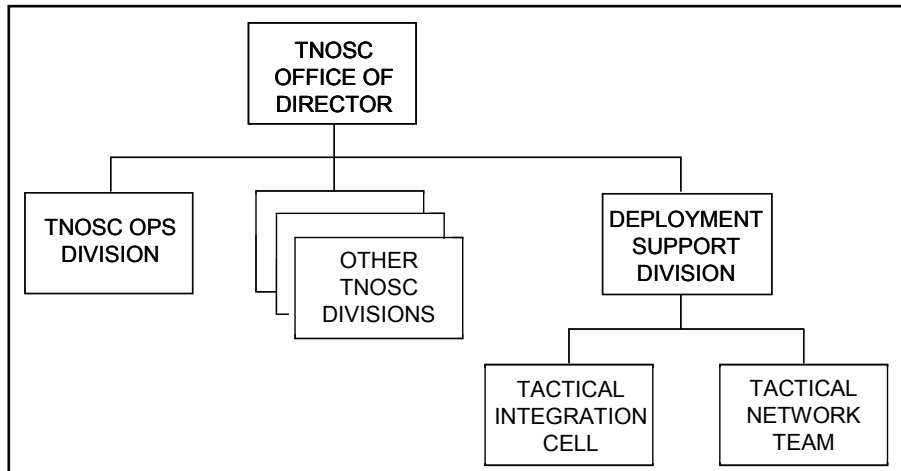 TNOSC
OFFICE OF
DIRECTOR
TNOSC OPS
DIVISION
OTHER
TNOSC
DIVISIONS
DEPLOYMENT
SUPPORT
DIVISION
TACTICAL
INTEGRATION
CELL
TACTICAL
NETWORK
TEAM